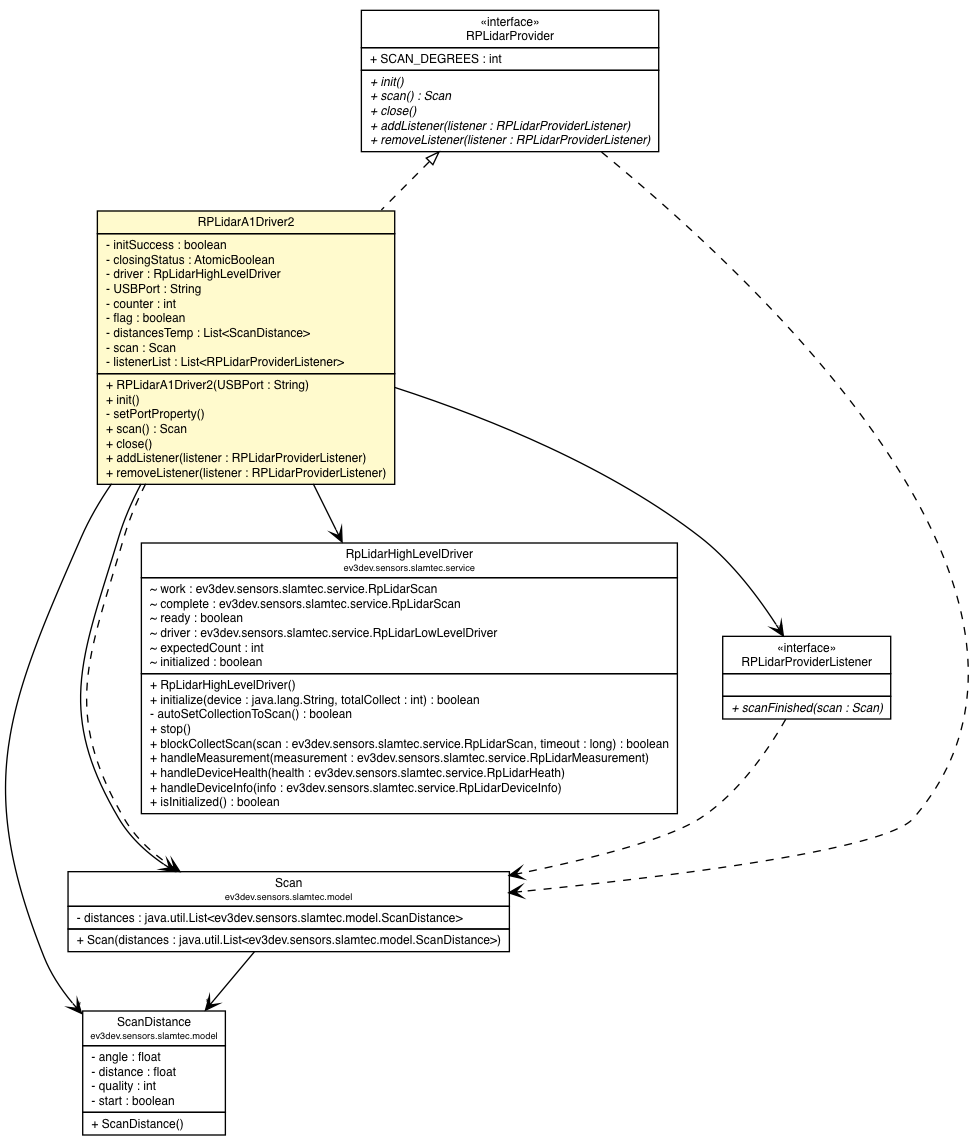 «interface»
RPLidarProvider
+ SCAN_DEGREES : int
+ init()
+ scan() : Scan
+ close()
+ addListener(listener : RPLidarProviderListener)
+ removeListener(listener : RPLidarProviderListener)
RPLidarA1Driver2
- initSuccess : boolean
- closingStatus : AtomicBoolean
- driver : RpLidarHighLevelDriver
- USBPort : String
- counter : int
- flag : boolean
- distancesTemp : List<ScanDistance>
- scan : Scan
- listenerList : List<RPLidarProviderListener>
+ RPLidarA1Driver2(USBPort : String)
+ init()
- setPortProperty()
+ scan() : Scan
+ close()
+ addListener(listener : RPLidarProviderListener)
+ removeListener(listener : RPLidarProviderListener)
RpLidarHighLevelDriver
ev3dev.sensors.slamtec.service
~ work : ev3dev.sensors.slamtec.service.RpLidarScan
~ complete : ev3dev.sensors.slamtec.service.RpLidarScan
~ ready : boolean
~ driver : ev3dev.sensors.slamtec.service.RpLidarLowLevelDriver
~ expectedCount : int
~ initialized : boolean
+ RpLidarHighLevelDriver()
+ initialize(device : java.lang.String, totalCollect : int) : boolean
- autoSetCollectionToScan() : boolean
+ stop()
+ blockCollectScan(scan : ev3dev.sensors.slamtec.service.RpLidarScan, timeout : long) : boolean
+ handleMeasurement(measurement : ev3dev.sensors.slamtec.service.RpLidarMeasurement)
+ handleDeviceHealth(health : ev3dev.sensors.slamtec.service.RpLidarHeath)
+ handleDeviceInfo(info : ev3dev.sensors.slamtec.service.RpLidarDeviceInfo)
+ isInitialized() : boolean
«interface»
RPLidarProviderListener
+ scanFinished(scan : Scan)
Scan
ev3dev.sensors.slamtec.model
- distances : java.util.List<ev3dev.sensors.slamtec.model.ScanDistance>
+ Scan(distances : java.util.List<ev3dev.sensors.slamtec.model.ScanDistance>)
ScanDistance
ev3dev.sensors.slamtec.model
- angle : float
- distance : float
- quality : int
- start : boolean
+ ScanDistance()